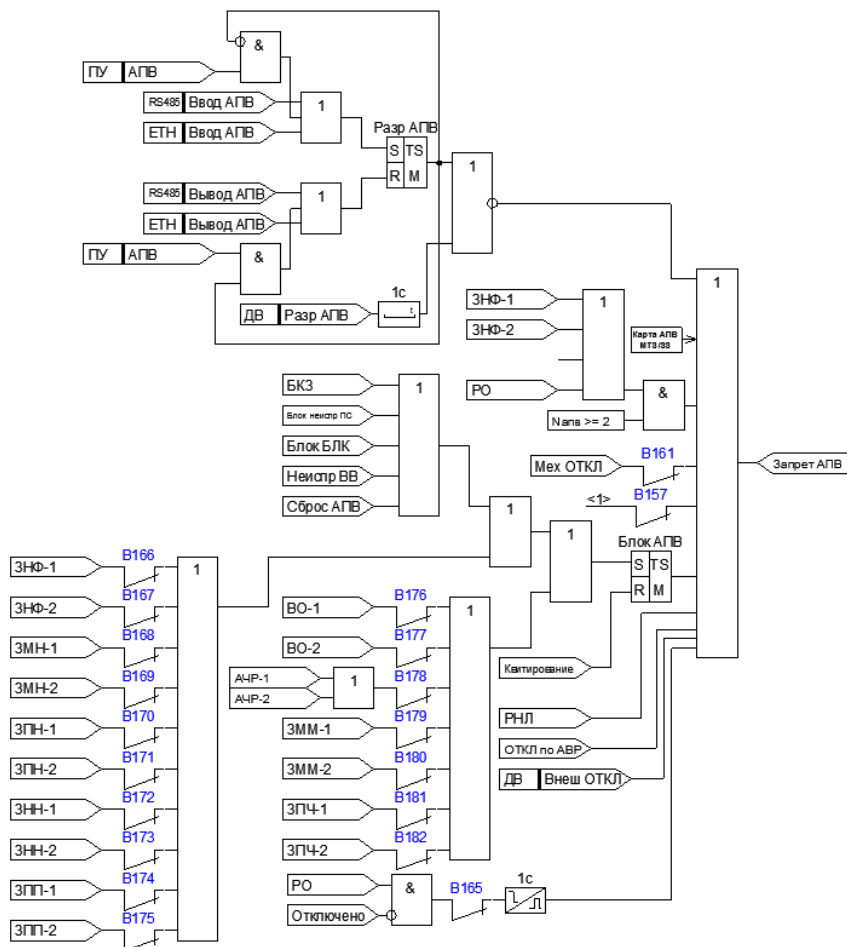 &
ПУ АПВ
RS485 Ввод АПВ
1
ETH Ввод АПВ
Разр АПВ
S TS
R M
1
RS485 Вывод АПВ
1
ETH Вывод АПВ
ПУ АПВ
&
1с
t
ДВ Разр АПВ
ЗНФ-1
1
1
ЗНФ-2
Карта АПВ
МТЗ/ЗЗ
РО
&
Nапв >= 2
БКЗ
1
Блок неиспр ПС
Блок БЛК
Неиспр ВВ
Сброс АПВ
Мех ОТКЛ
B161
Запрет АПВ
<1>
B157
1
1
Блок АПВ
S TS
R M
ЗНФ-1
B166
1
ЗНФ-2
B167
ЗМН-1
B168
ЗМН-2
B169
ЗПН-1
B170
ЗПН-2
B171
ЗНН-1
B172
ЗНН-2
B173
ЗПП-1
B174
ЗПП-2
B175
ВО-1
B176
1
ВО-2
B177
АЧР-1
АЧР-2
1
B178
ЗММ-1
B179
ЗММ-2
B180
ЗПЧ-1
B181
ЗПЧ-2
B182
Квитирование
РНЛ
ОТКЛ по АВР
ДВ Внеш ОТКЛ
РО
&
B165
1с
Отключено